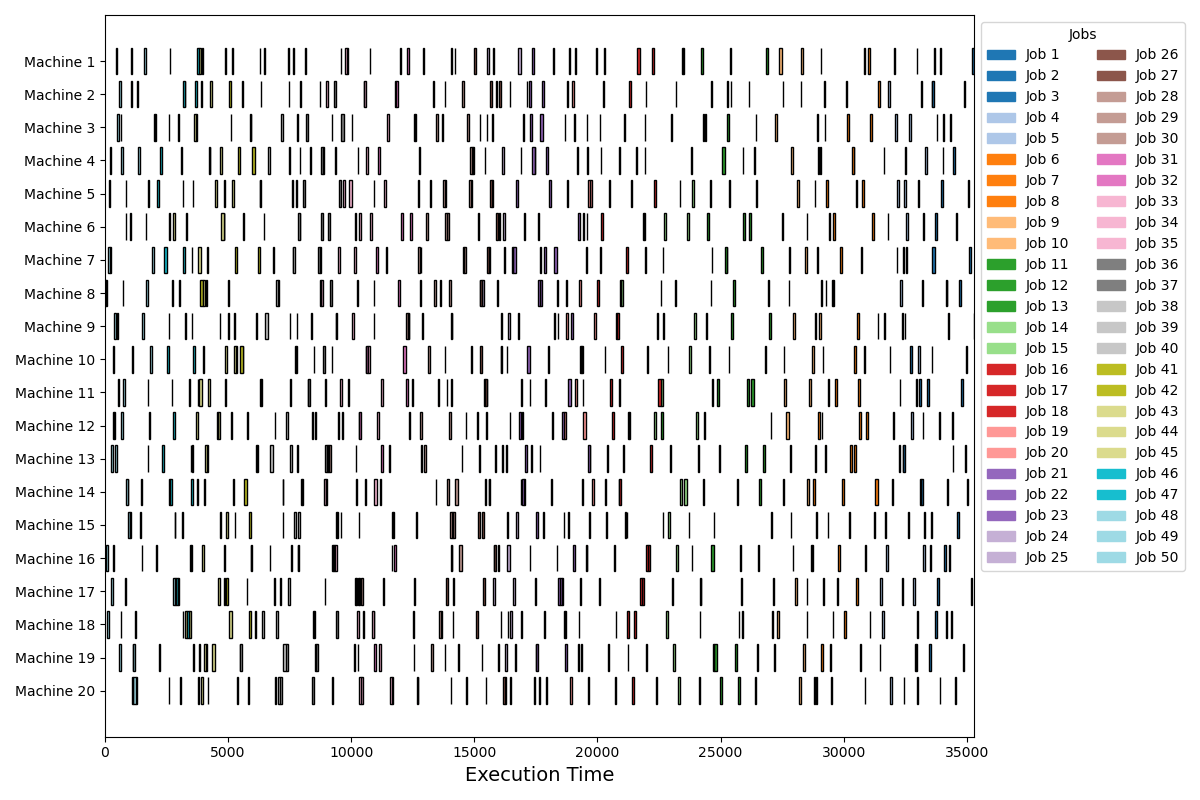 Machine 1
Machine 2
Machine 3
Machine 4
Machine 5
Machine 6
Machine 7
Machine 8
Machine 9
Machine 10
Machine 11
Machine 12
Machine 13
Machine 14
Machine 15
Machine 16
Machine 17
Machine 18
Machine 19
Machine 20
0 5000 10000 15000 20000 25000 30000 35000
Execution Time
Jobs
Job 1
Job 2
Job 3
Job 4
Job 5
Job 6
Job 7
Job 8
Job 9
Job 10
Job 11
Job 12
Job 13
Job 14
Job 15
Job 16
Job 17
Job 18
Job 19
Job 20
Job 21
Job 22
Job 23
Job 24
Job 25
Job 26
Job 27
Job 28
Job 29
Job 30
Job 31
Job 32
Job 33
Job 34
Job 35
Job 36
Job 37
Job 38
Job 39
Job 40
Job 41
Job 42
Job 43
Job 44
Job 45
Job 46
Job 47
Job 48
Job 49
Job 50